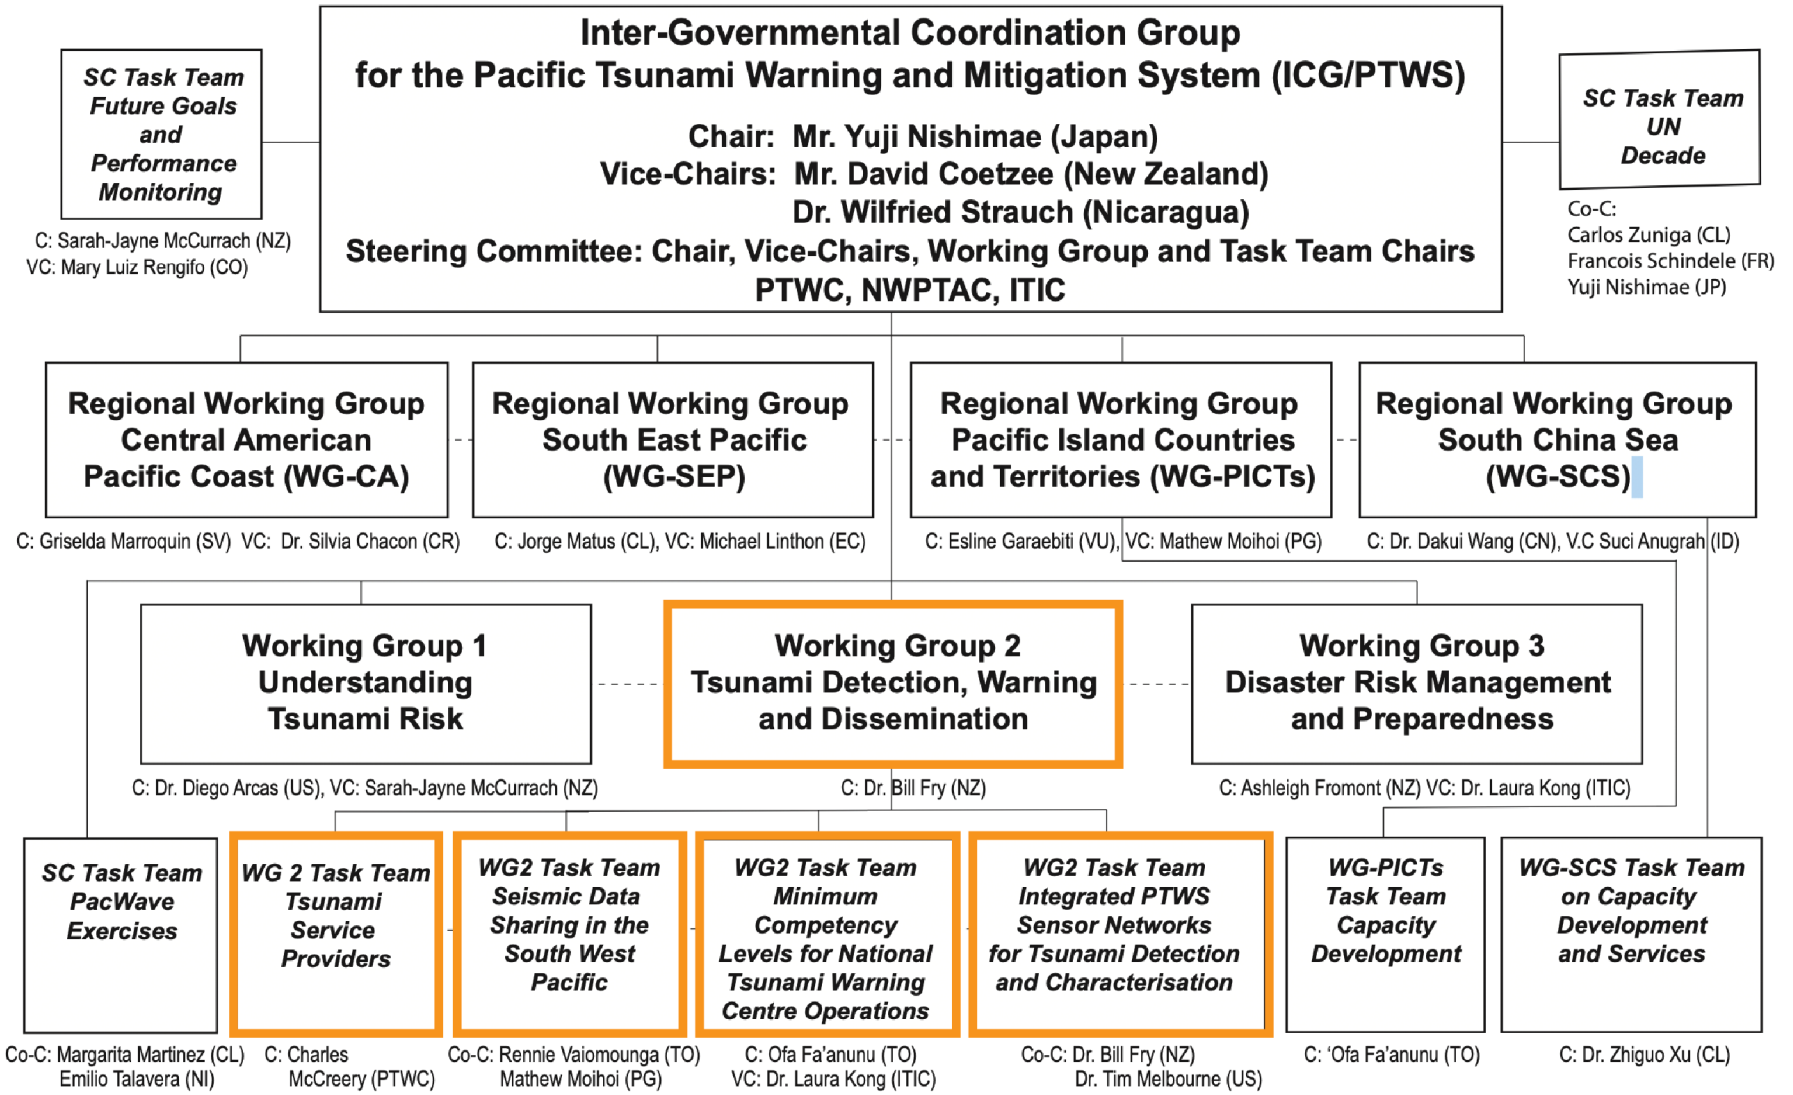 Inter-Governmental Coordination Group
for the Pacific Tsunami Warning and Mitigation System (ICG/PTWS)
Chair: Mr. Yuji Nishimae (Japan)
Vice-Chairs: Mr. David Coetzee (New Zealand)
Dr. Wilfried Strauch (Nicaragua)
Steering Committee: Chair, Vice-Chairs, Working Group and Task Team Chairs
PTWC, NWPTAC, ITIC
SC Task Team
Future Goals
and
Performance
Monitoring
C: Sarah-Jayne McCurrach (NZ)
VC: Mary Luiz Rengifo (CO)
SC Task Team
UN
Decade
Co-C:
Carlos Zuniga (CL)
Francois Schindele (FR)
Yuji Nishimae (JP)
Regional Working Group
Central American
Pacific Coast (WG-CA)
C: Griselda Marroquin (SV) VC: Dr. Silvia Chacon (CR)
Regional Working Group
South East Pacific
(WG-SEP)
C: Jorge Matus (CL), VC: Michael Linthon (EC)
Regional Working Group
Pacific Island Countries
and Territories (WG-PICTs)
C: Esline Garaebiti (VU), VC: Mathew Moihoi (PG)
Regional Working Group
South China Sea
(WG-SCS)
C: Dr. Dakui Wang (CN), V.C Suci Anugrah (ID)
Working Group 1
Understanding
Tsunami Risk
C: Dr. Diego Arcas (US), VC: Sarah-Jayne McCurrach (NZ)
Working Group 2
Tsunami Detection, Warning
and Dissemination
C: Dr. Bill Fry (NZ)
Working Group 3
Disaster Risk Management
and Preparedness
C: Ashleigh Fromont (NZ) VC: Dr. Laura Kong (ITIC)
SC Task Team
PacWave
Exercises
Co-C: Margarita Martinez (CL)
Emilio Talavera (NI)
WG 2 Task Team
Tsunami
Service
Providers
C: Charles
McCreery (PTWC)
WG2 Task Team
Seismic Data
Sharing in the
South West
Pacific
Co-C: Rennie Vaiomounga (TO)
Mathew Moihoi (PG)
WG2 Task Team
Minimum
Competency
Levels for National
Tsunami Warning
Centre Operations
C: Ofa Fa'anunu (TO)
VC: Dr. Laura Kong (ITIC)
WG2 Task Team
Integrated PTWS
Sensor Networks
for Tsunami Detection
and Characterisation
Co-C: Dr. Bill Fry (NZ)
Dr. Tim Melbourne (US)
WG-PICTs
Task Team
Capacity
Development
C: ‘Ofa Fa'anunu (TO)
WG-SCS Task Team
on Capacity
Development
and Services
C: Dr. Zhiguo Xu (CL)